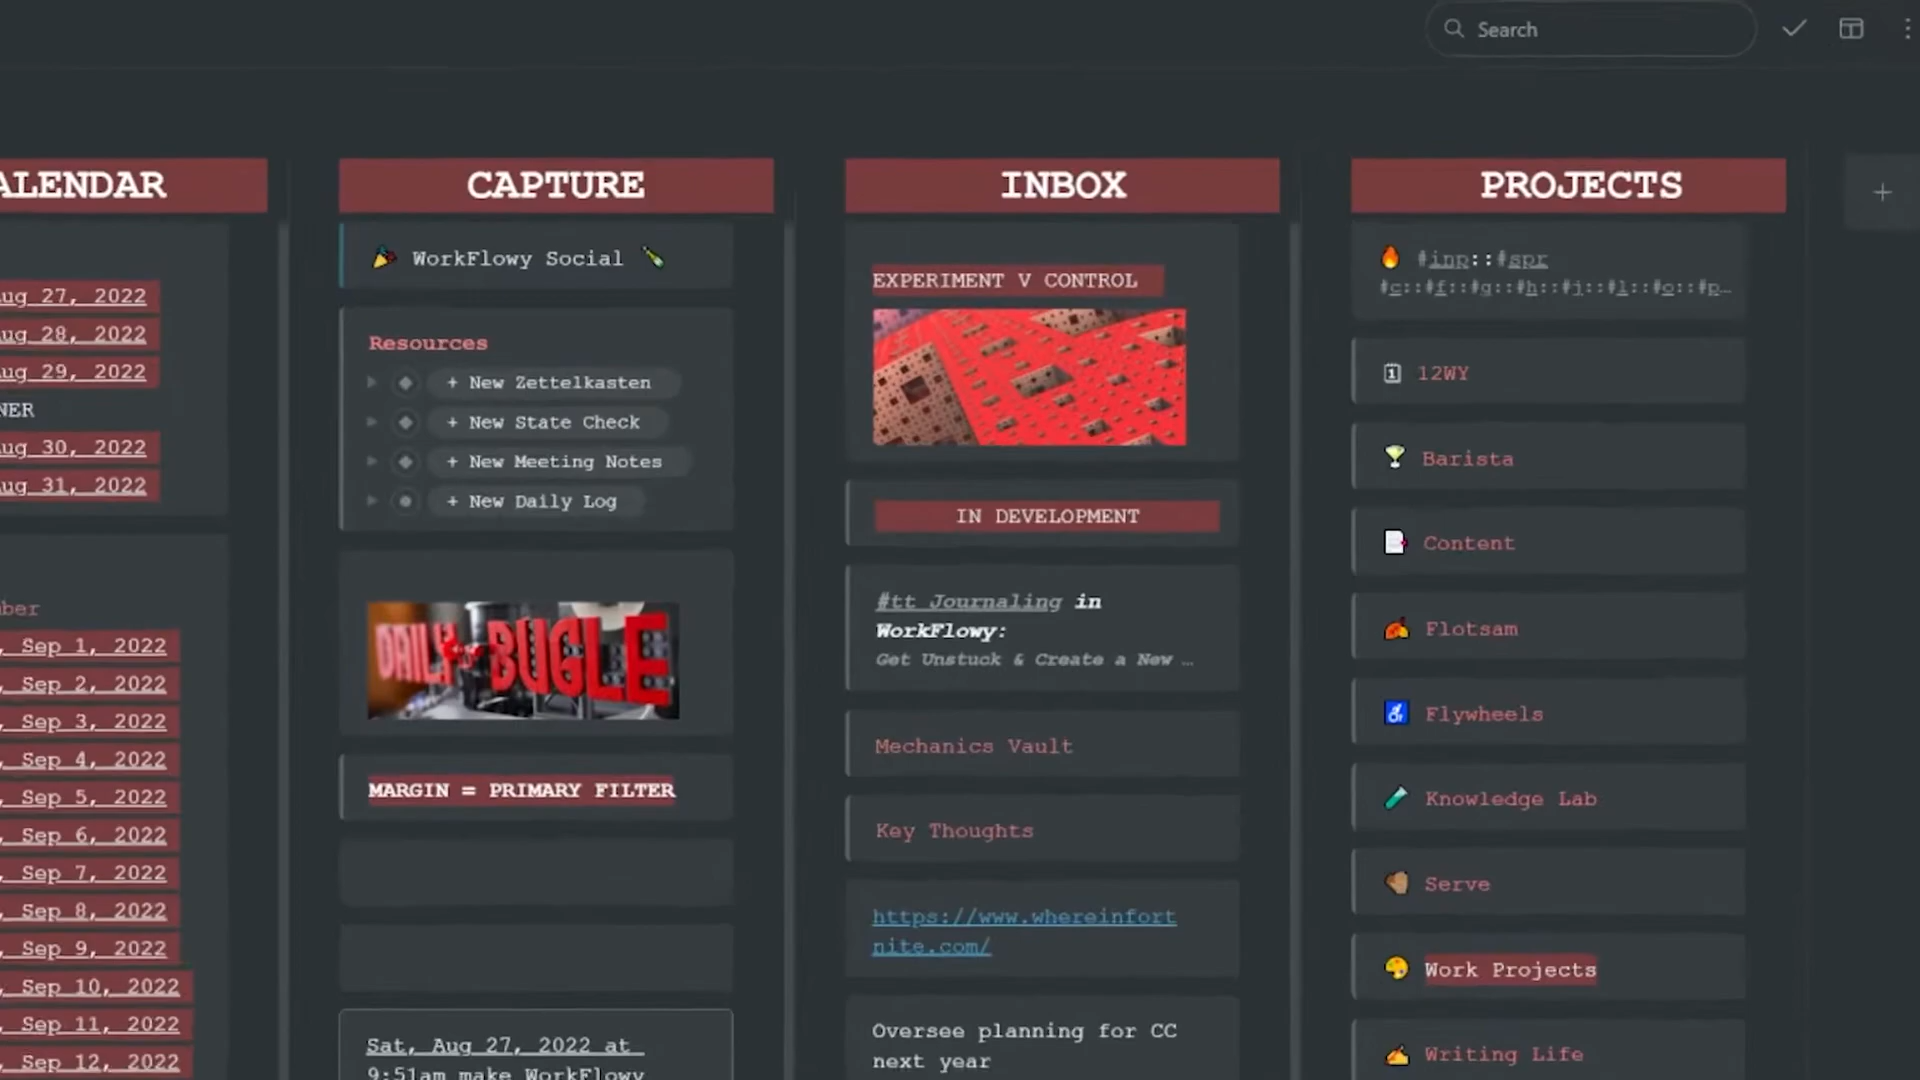 Search
ALENDAR
ug 27, 2022
ug 28, 2022
ug 29, 2022
NER
ug 30, 2022
ug 31, 2022
ber
, Sep 1, 2022
, Sep 2, 2022
, Sep 3, 2022
, Sep 4, 2022
, Sep 5, 2022
, Sep 6, 2022
, Sep 7, 2022
, Sep 8, 2022
, Sep 9, 2022
, Sep 10, 2022
, Sep 11, 2022
, Sep 12, 2022
CAPTURE
WorkFlowy Social
Resources
+ New Zettelkasten
+ New State Check
+ New Meeting Notes
+ New Daily Log
DAILY BUGLE
MARGIN = PRIMARY FILTER
Sat, Aug 27, 2022 at
9:51am make WorkFlowy
INBOX
EXPERIMENT V CONTROL
IN DEVELOPMENT
#tt Journaling in
WorkFlowy:
Get Unstuck & Create a New …
Mechanics Vault
Key Thoughts
https://www.whereinfort
nite.com/
Oversee planning for CC
next year
PROJECTS
#inp::#spr
#c::#f::#g::#h::#j::#l::#o::#p…
12WY
Barista
Content
Flotsam
Flywheels
Knowledge Lab
Serve
Work Projects
Writing Life